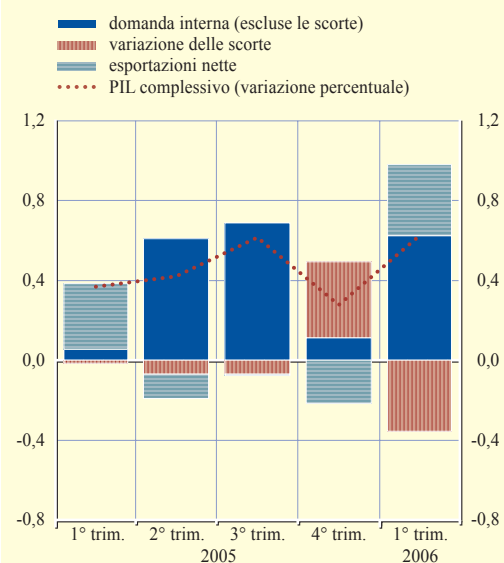 domanda interna (escluse le scorte)
variazione delle scorte
esportazioni nette
PIL complessivo (variazione percentuale)
1,2 1,2
0,8 0,8
0,4 0,4
0,0 0,0
-0,4 -0,4
-0,8 -0,8
1° trim. 2° trim. 3° trim. 4° trim. 1° trim.
2005 2006